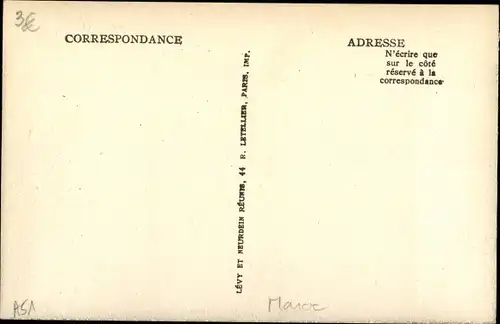 3€
CORRESPONDANCE
ADRESSE
N'écrire que
sur le côté
réservé à la
correspondance
LÉVY ET NEURDEIN RÉUNIS, 44 R. LETELLIER, PARIS, IMP.
Maroc